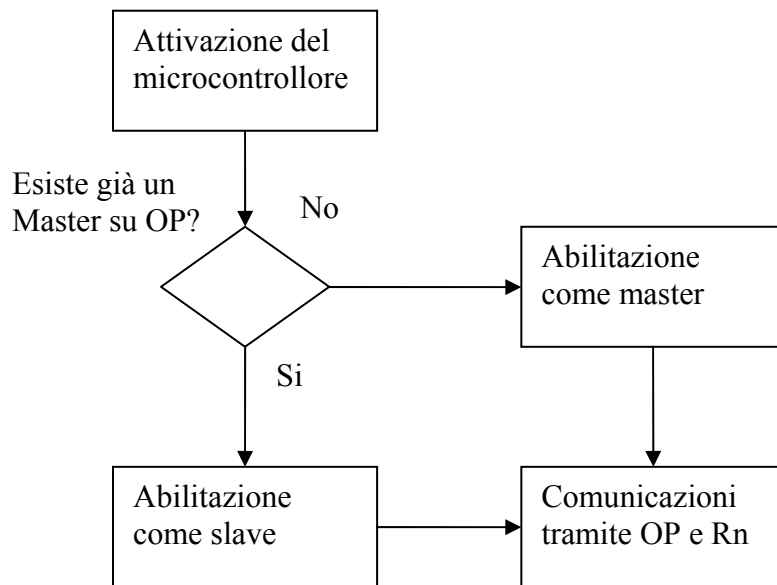 Attivazione del
microcontrollore
Esiste già un
Master su OP?
No
Abilitazione
come master
Si
Abilitazione
come slave
Comunicazioni
tramite OP e Rn